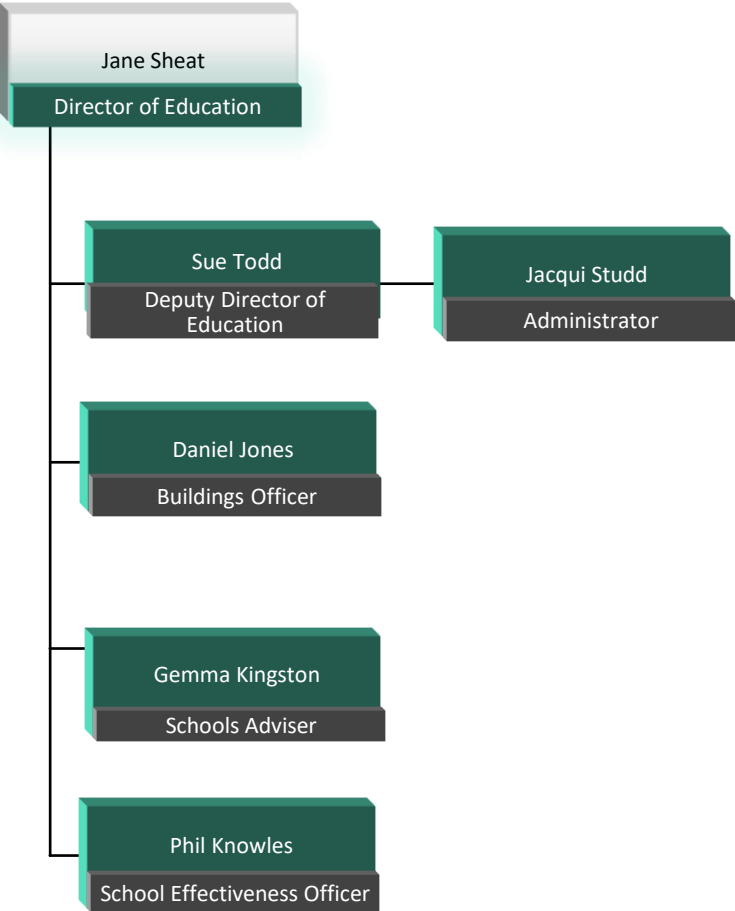 Jane Sheat
Director of Education
Sue Todd
Deputy Director of
Education
Jacqui Studd
Administrator
Daniel Jones
Buildings Officer
Gemma Kingston
Schools Adviser
Phil Knowles
School Effectiveness Officer